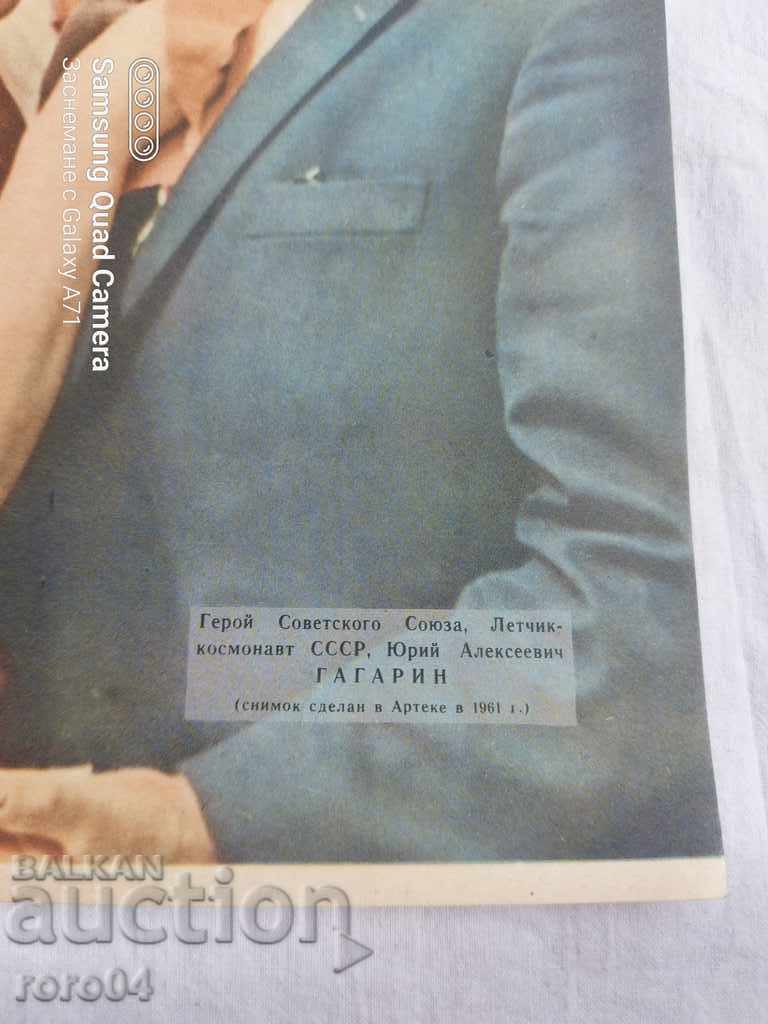 Samsung Quad Camera
Заснемане с Galaxy A71
Герой Советского Союза, Летчик-
космонавт СССР, Юрий Алексеевич
ГАГАРИН
(снимок сделан в Артеке в 1961 г.)
BALKAN
auction
roro04